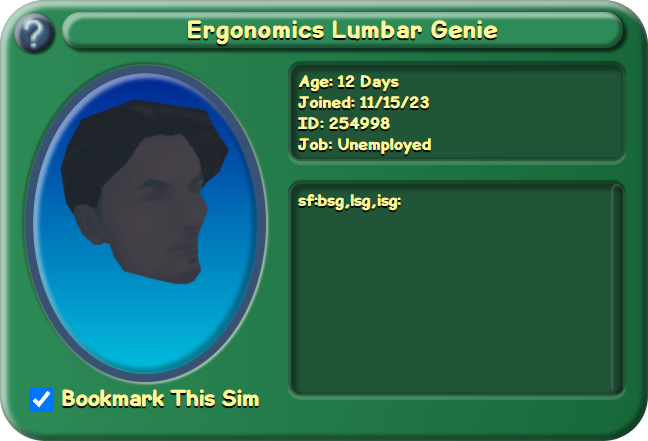 ?
Ergonomics Lumbar Genie
Age: 12 Days
Joined: 11/15/23
ID: 254998
Job: Unemployed
sf:bsg,lsg,isg:
Bookmark This Sim